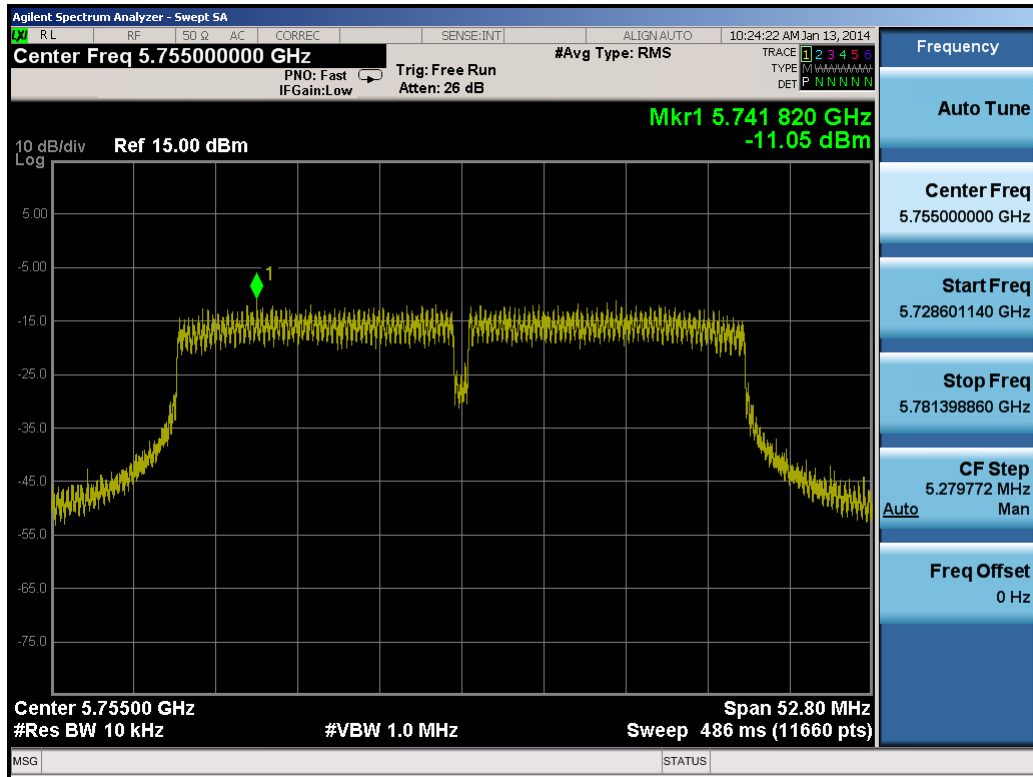 Agilent Spectrum Analyzer - Swept SA
LXI RL RF 50 Ω AC CORREC SENSE:INT ALIGNAUTO 10:24:22 AM Jan 13, 2014
Center Freq 5.755000000 GHz #Avg Type: RMS TRACE 1 2 3 4 5 6
PNO: Fast Trig: Free Run TYPE M WWWWW
IFGain:Low Atten: 26 dB DET P N N N N N
Mkr1 5.741 820 GHz
-11.05 dBm
10 dB/div Ref 15.00 dBm
Log
5.00
-5.00
1
-15.0
-25.0
-35.0
-45.0
-55.0
-65.0
-75.0
Center 5.75500 GHz Span 52.80 MHz
#Res BW 10 kHz #VBW 1.0 MHz Sweep 486 ms (11660 pts)
MSG STATUS
Frequency
Auto Tune
Center Freq
5.755000000 GHz
Start Freq
5.728601140 GHz
Stop Freq
5.781398860 GHz
CF Step
5.279772 MHz
Auto Man
Freq Offset
0 Hz